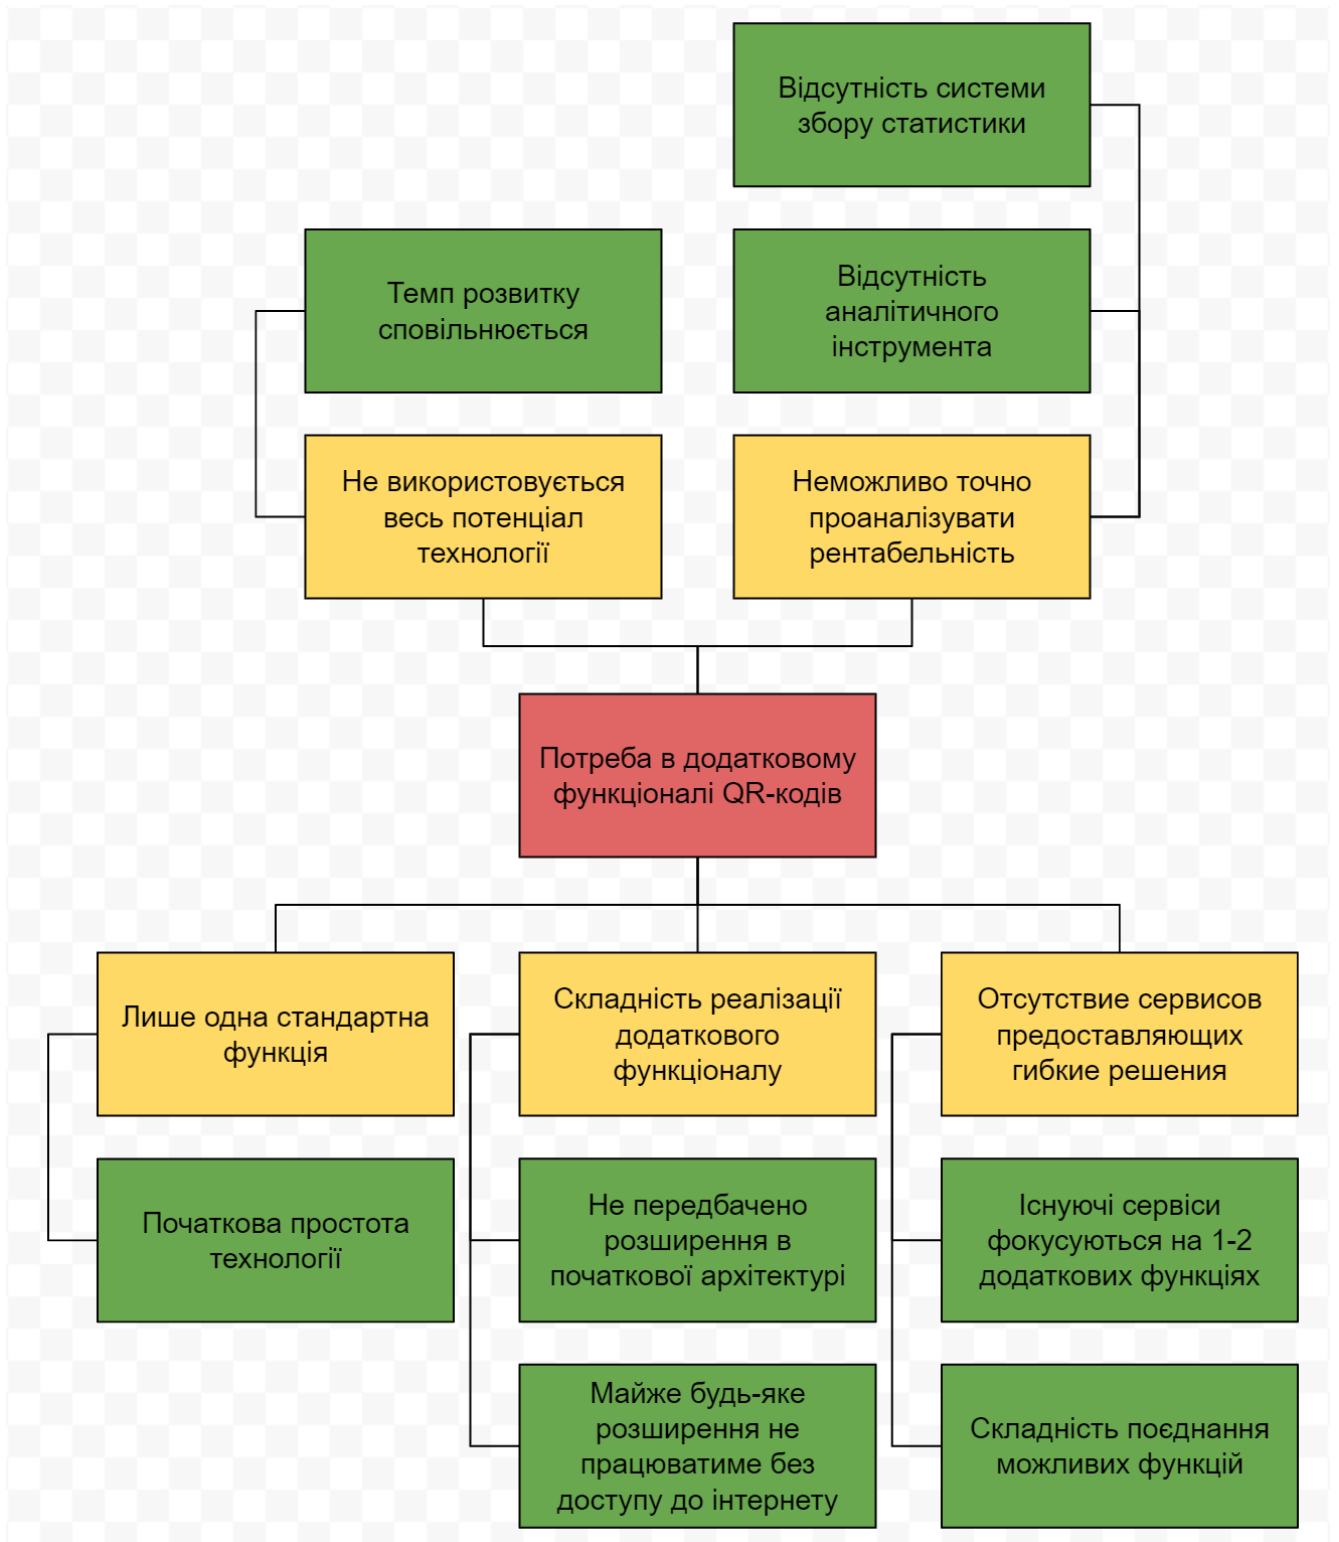 Відсутність системи
збору статистики
Темп розвитку
сповільнюється
Відсутність
аналітичного
інструмента
Не використовується
весь потенціал
технології
Неможливо точно
проаналізувати
рентабельність
Потреба в додатковому
функціоналі QR-кодів
Лише одна стандартна
функція
Складність реалізації
додаткового
функціоналу
Отсутствие сервисов
предоставляющих
гибкие решения
Початкова простота
технології
Не передбачено
розширення в
початкової архітектурі
Існуючі сервіси
фокусуються на 1-2
додаткових функціях
Майже будь-яке
розширення не
працюватиме без
доступу до інтернету
Складність поєднання
можливих функцій